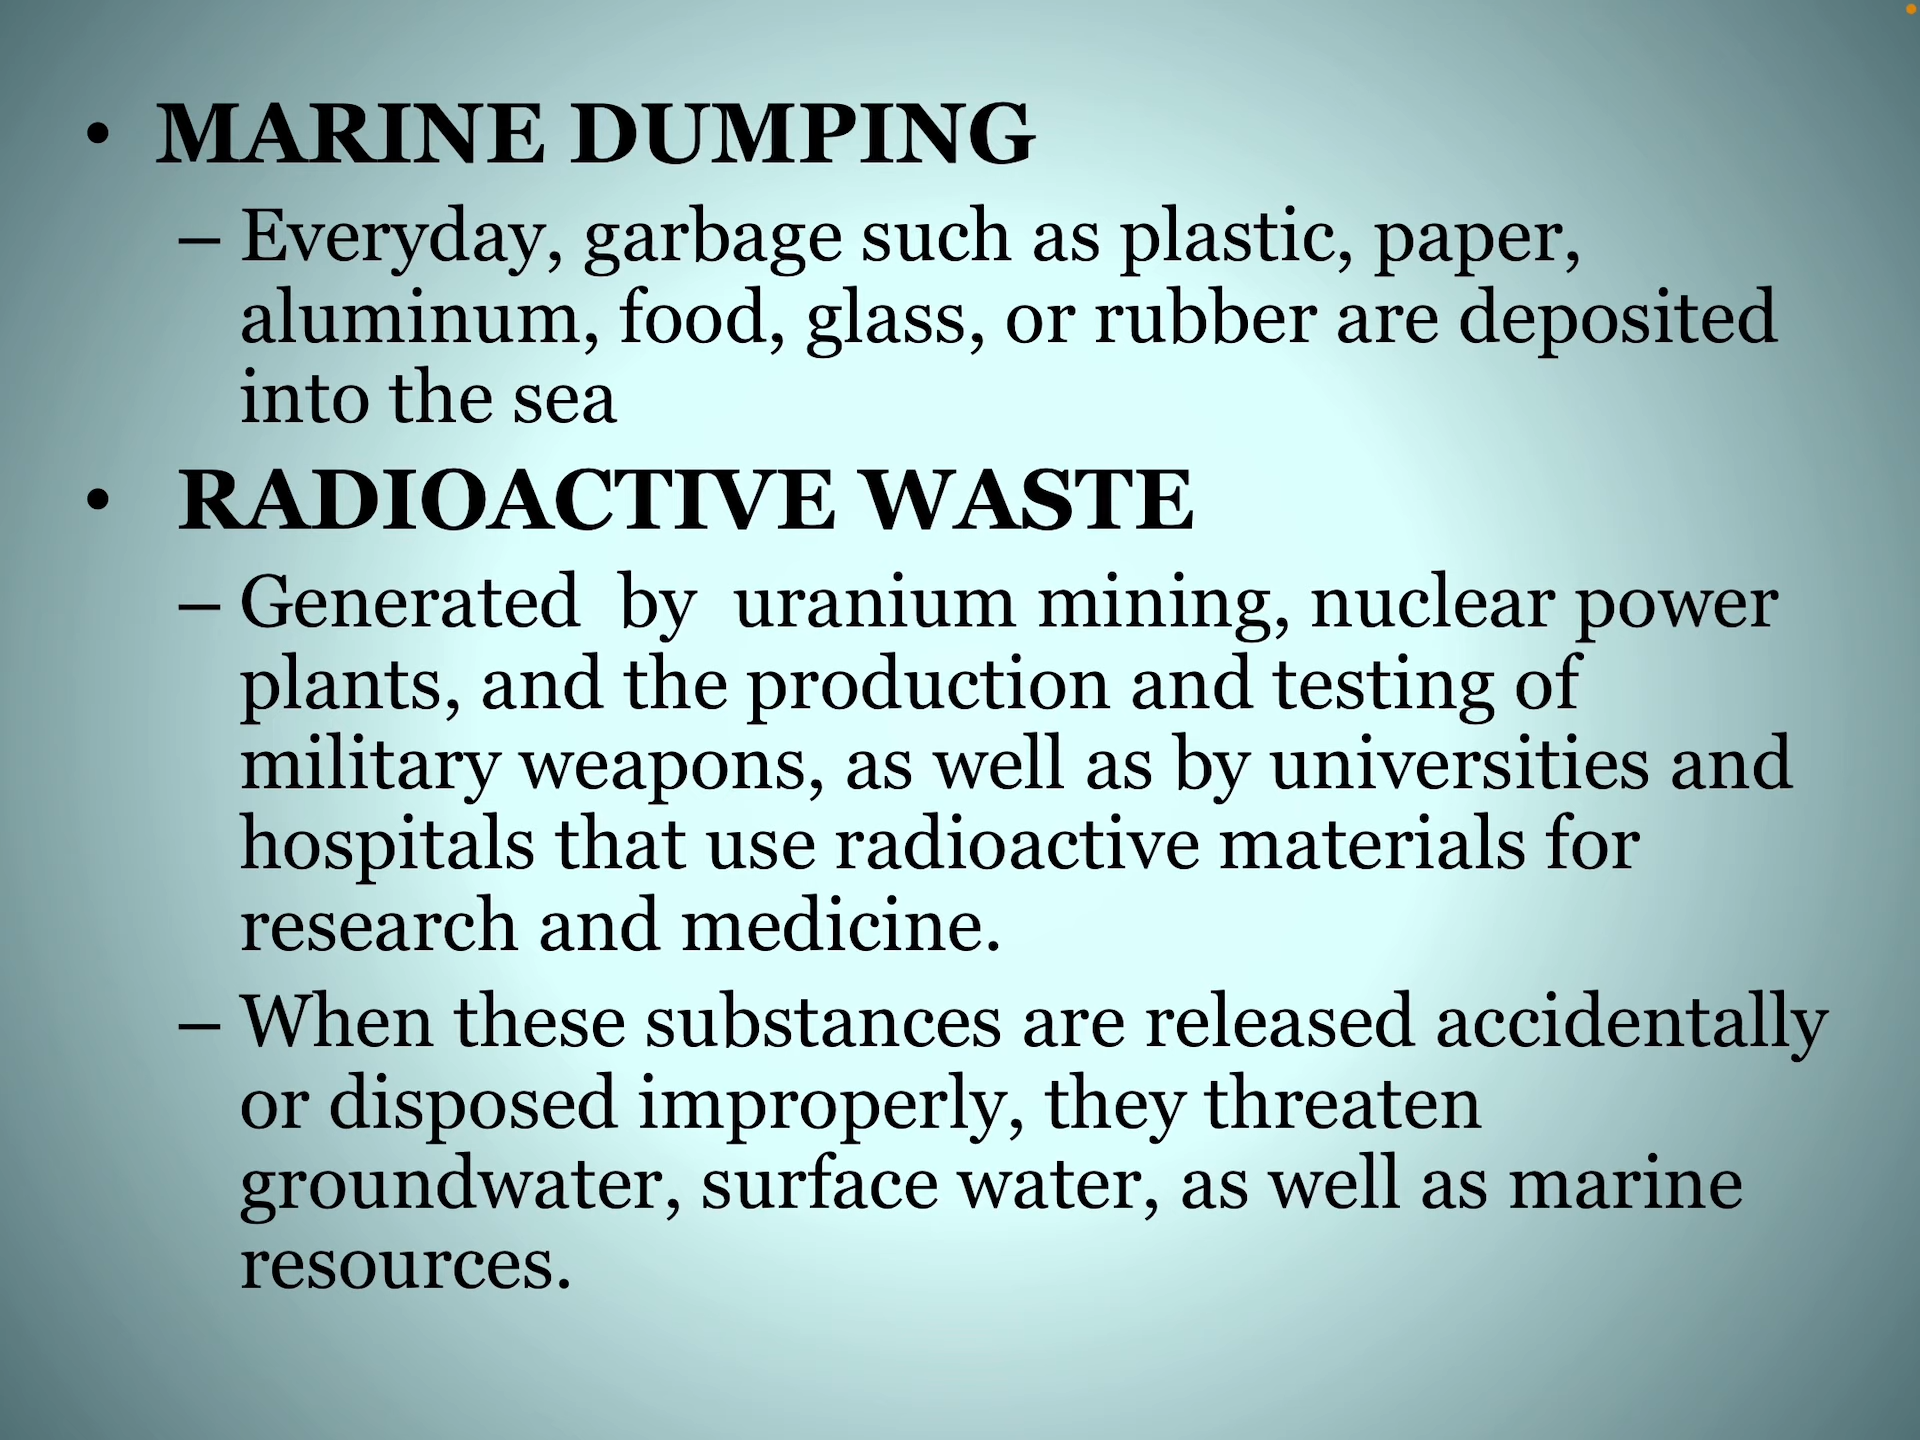 • MARINE DUMPING
– Everyday, garbage such as plastic, paper,
aluminum, food, glass, or rubber are deposited
into the sea
• RADIOACTIVE WASTE
– Generated  by  uranium mining, nuclear power
plants, and the production and testing of
military weapons, as well as by universities and
hospitals that use radioactive materials for
research and medicine.
– When these substances are released accidentally
or disposed improperly, they threaten
groundwater, surface water, as well as marine
resources.